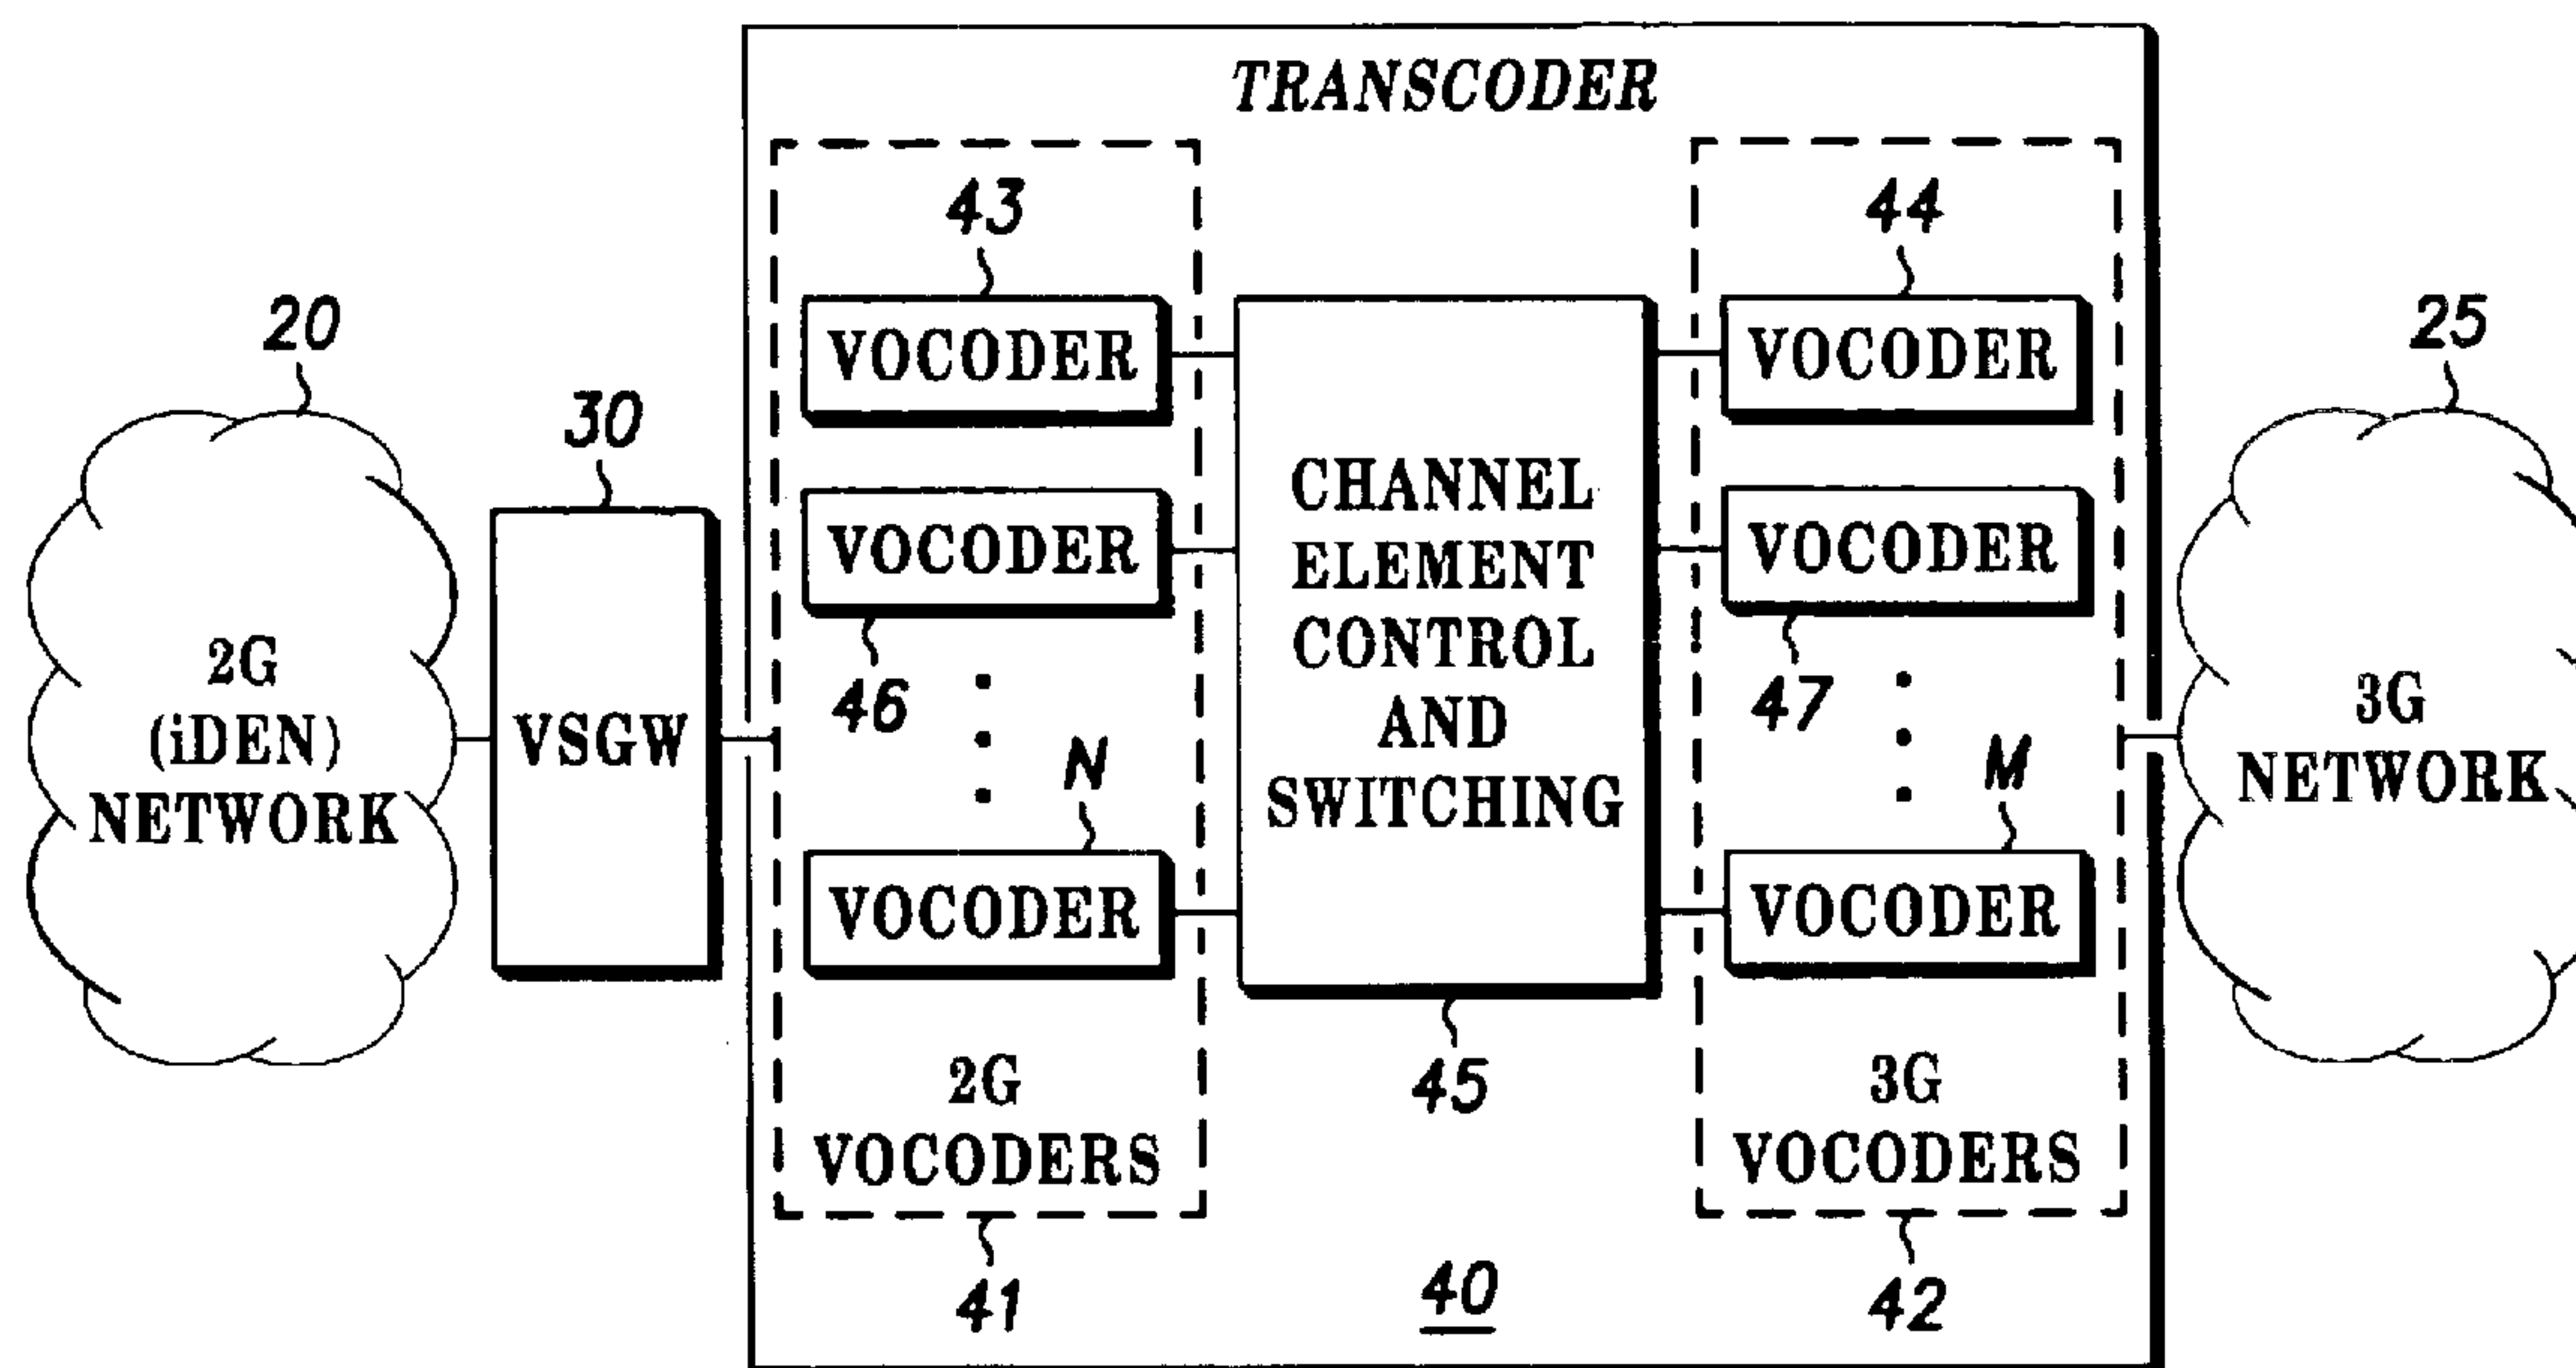 TRANSCODER
43
44
20
25
30
VOCODER
VOCODER
VOCODER
VOCODER
46
47
N
M
VOCODER
VOCODER
CHANNEL
ELEMENT
CONTROL
AND
SWITCHING
2G
(iDEN)
NETWORK
VSGW
3G
NETWORK
45
2G
VOCODERS
3G
VOCODERS
41
40
42